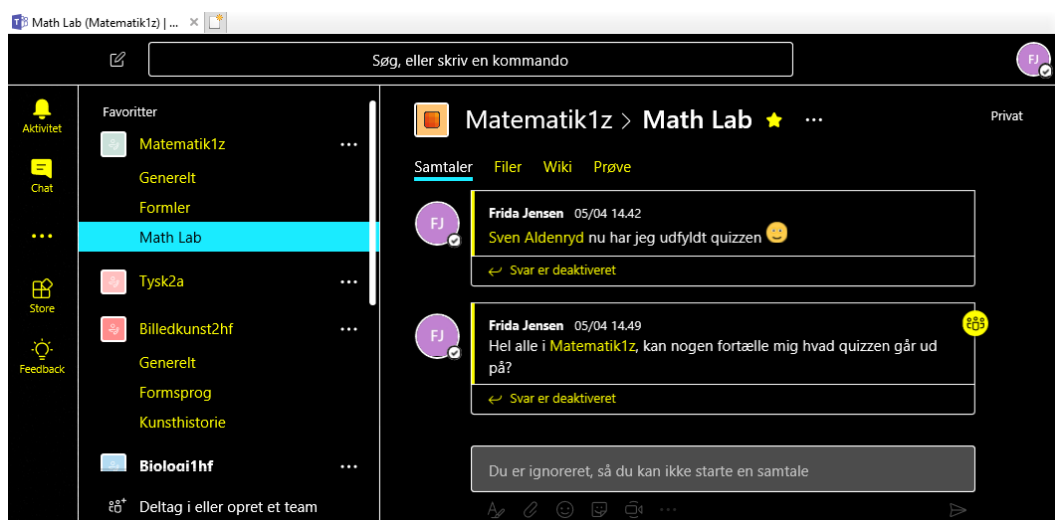 Math Lab (Matematik1z) | ...
Søg, eller skriv en kommando
FJ
Aktivitet
Chat
Store
Feedback
Favoritter
Matematik1z
Generelt
Formler
Math Lab
Tysk2a
Billedkunst2hf
Generelt
Formsprog
Kunsthistorie
Biologi1hf
Deltag i eller opret et team
Matematik1z > Math Lab
Privat
Samtaler Filer Wiki Prøve
FJ
Frida Jensen 05/04 14.42
Sven Aldenryd nu har jeg udfyldt quizzen
Svar er deaktiveret
FJ
Frida Jensen 05/04 14.49
Hel alle i Matematik1z, kan nogen fortælle mig hvad quizzen går ud
på?
Svar er deaktiveret
Du er ignoreret, så du kan ikke starte en samtale